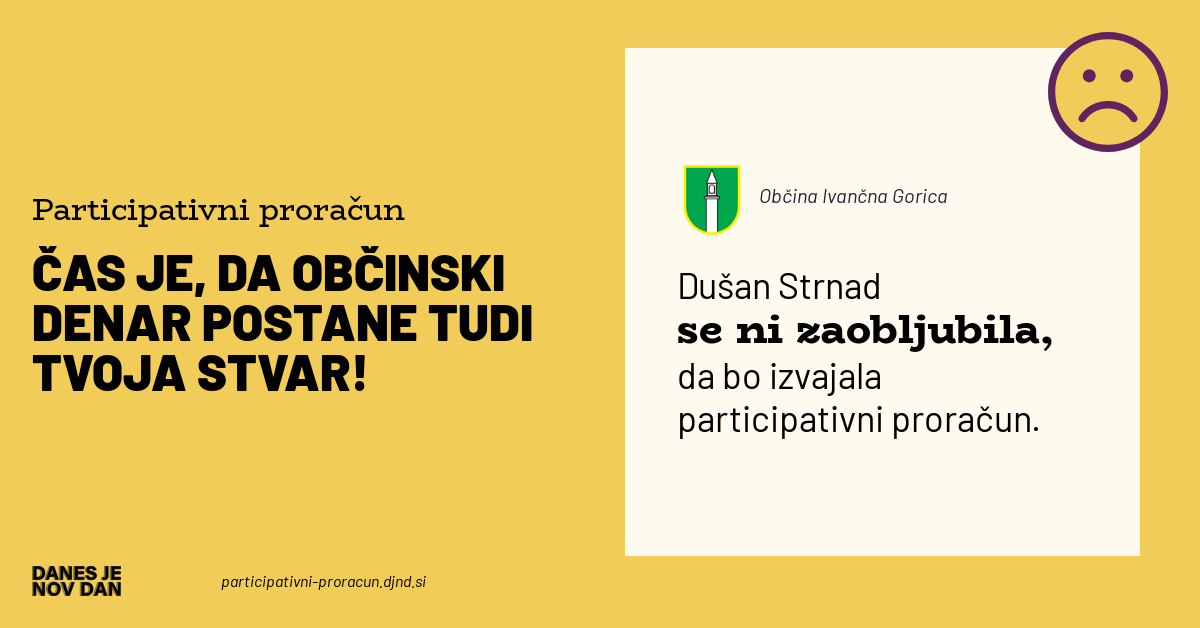 Participativni proračun
ČAS JE, DA OBČINSKI
DENAR POSTANE TUDI
TVOJA STVAR!
Občina Ivančna Gorica
Dušan Strnad
se ni zaobljubila,
da bo izvajala
participativni proračun.
DANES JE
NOV DAN
participativni-proracun.djnd.si